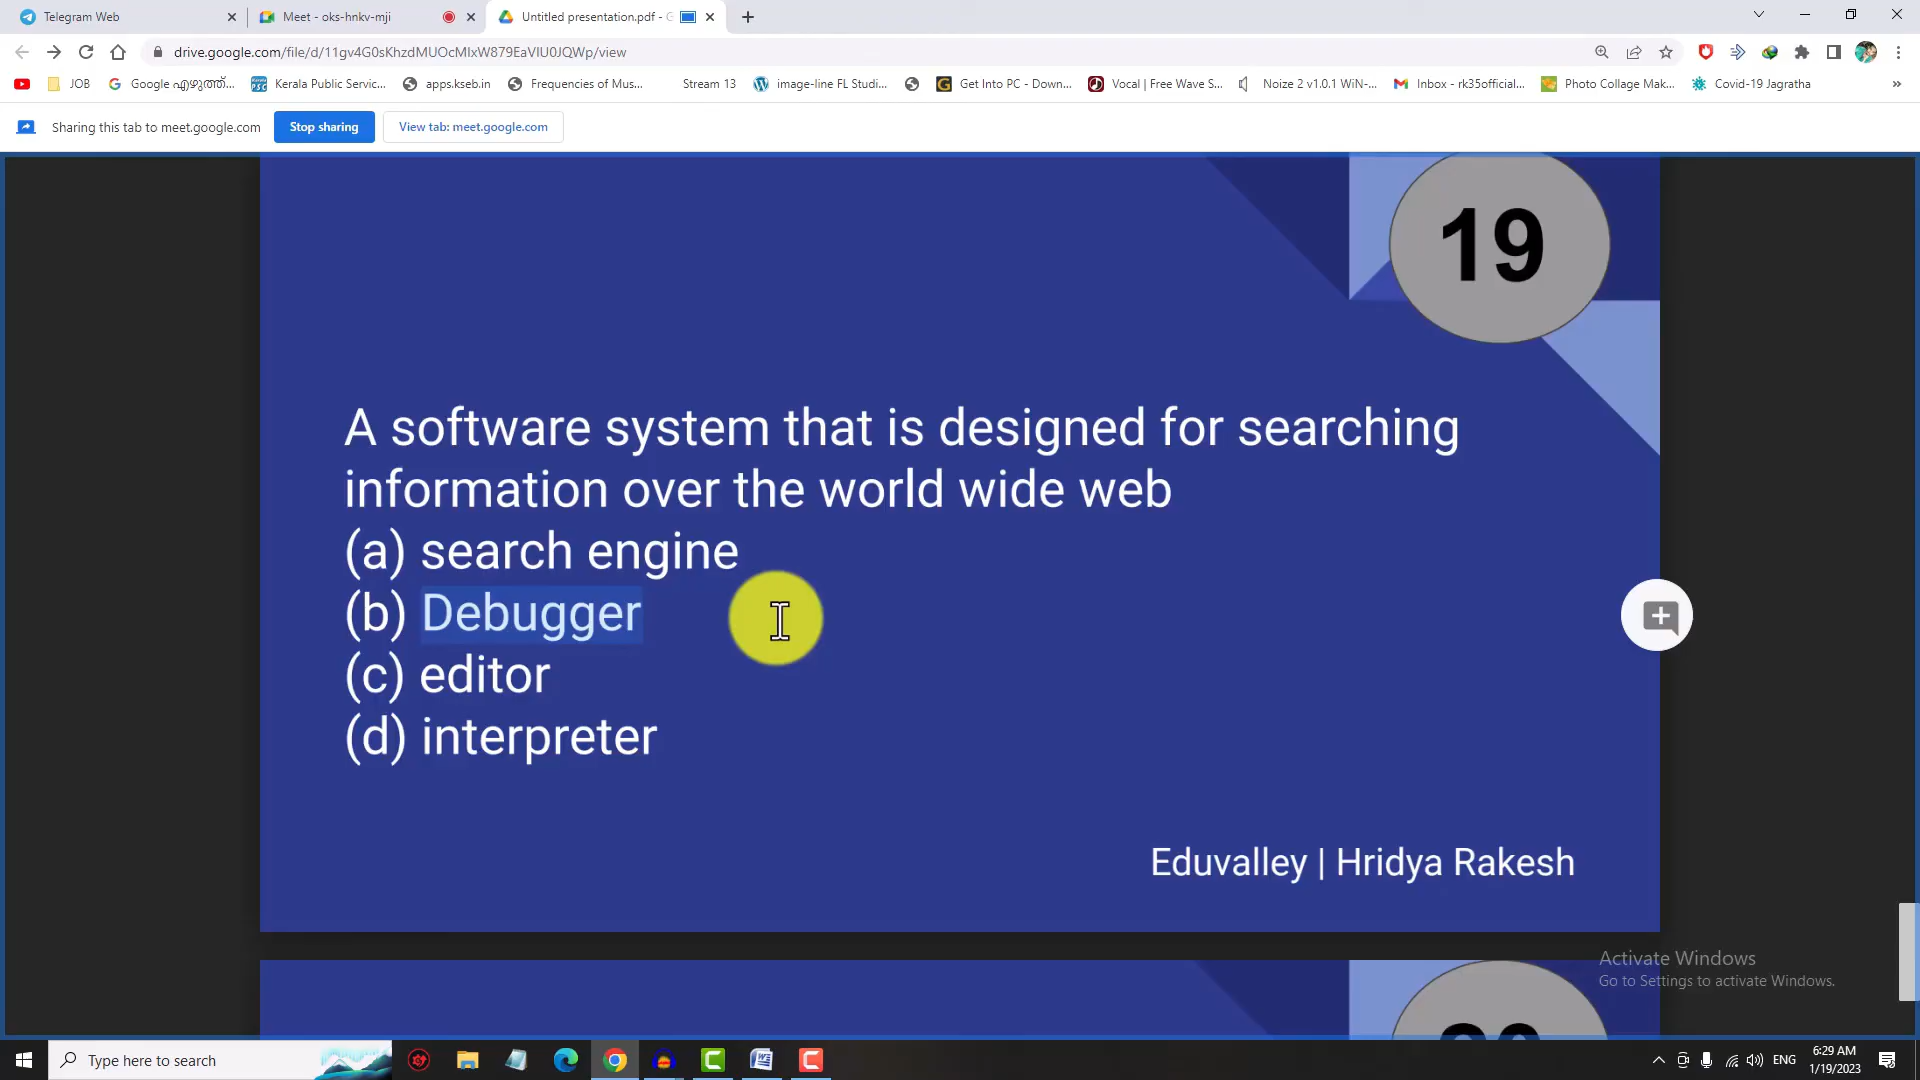 Telegram Web
Meet - oks-hnkv-mji
Untitled presentation.pdf - G
drive.google.com/file/d/11gv4G0sKhzdMUOcMIxW879EaVIU0JQWp/view
JOB
Google എഴുത്ത്...
Kerala Public Servic...
apps.kseb.in
Frequencies of Mus...
Stream 13
image-line FL Studi...
Get Into PC - Down...
Vocal | Free Wave S...
Noize 2 v1.0.1 WiN-...
Inbox - rk35official...
Photo Collage Mak...
Covid-19 Jagratha
»
Sharing this tab to meet.google.com
Stop sharing
View tab: meet.google.com
19
A software system that is designed for searching
information over the world wide web
(a) search engine
(b) Debugger
(c) editor
(d) interpreter
Eduvalley | Hridya Rakesh
Activate Windows
Go to Settings to activate Windows.
Type here to search
ENG
6:29 AM
1/19/2023